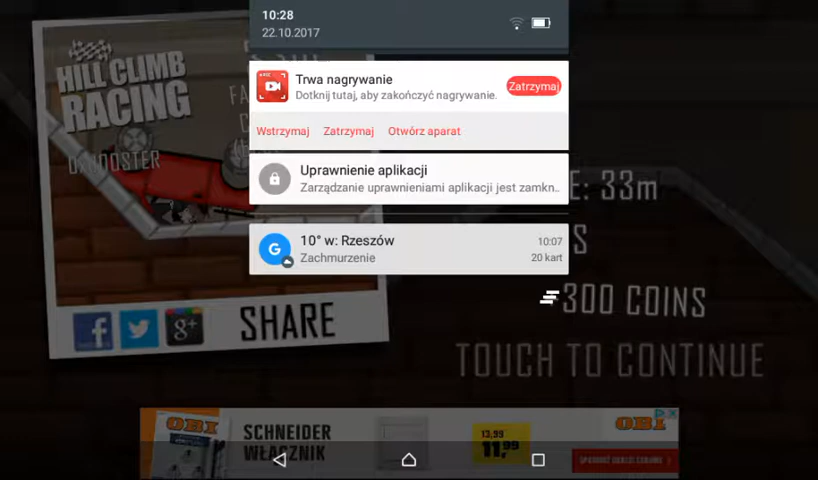 10:28
22.10.2017
Trwa nagrywanie
Dotknij tutaj, aby zakończyć nagrywanie.
Zatrzymaj
Wstrzymaj Zatrzymaj Otwórz aparat
Uprawnienie aplikacji
Zarządzanie uprawnieniami aplikacji jest zamkn..
10° w: Rzeszów
10:07
Zachmurzenie
20 kart
HILL CLIMB
RACING
E: 33m
S
300 COINS
SHARE
TOUCH TO CONTINUE
OBI
SCHNEIDER
WŁĄCZNIK
13,99
11,99
OBI